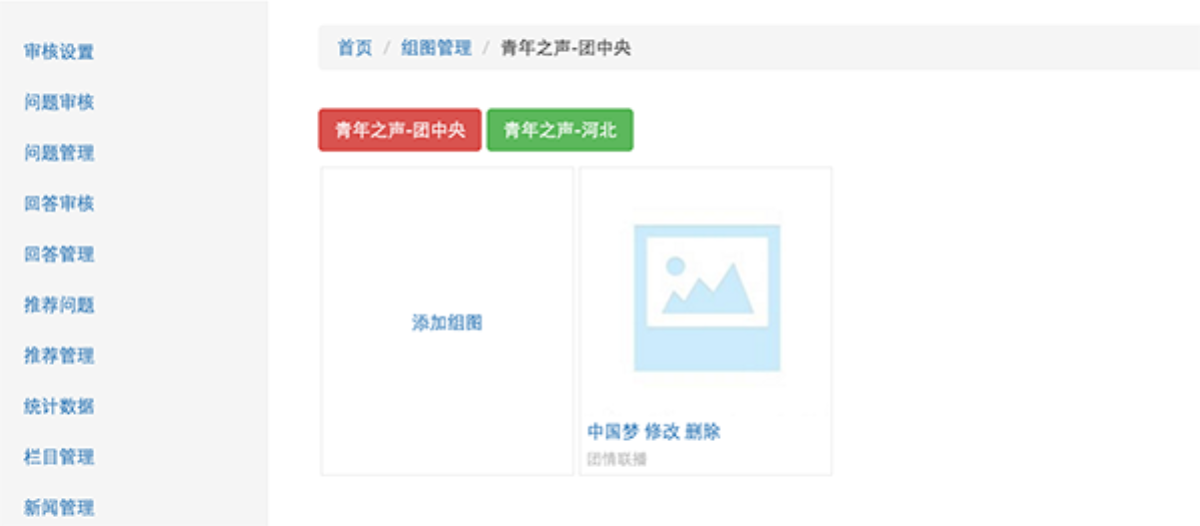 审核设置
问题审核
问题管理
回答审核
回答管理
推荐问题
推荐管理
统计数据
栏目管理
新闻管理
首页 / 组图管理 / 青年之声-团中央
青年之声-团中央 青年之声-河北
添加组图
中国梦 修改 删除
团情联播